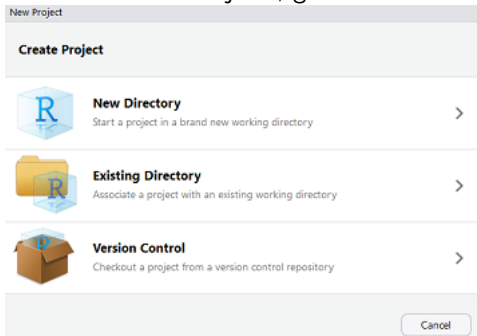 New Project
Create Project
R
New Directory
Start a project in a brand new working directory
R
Existing Directory
Associate a project with an existing working directory
R
Version Control
Checkout a project from a version control repository
Cancel